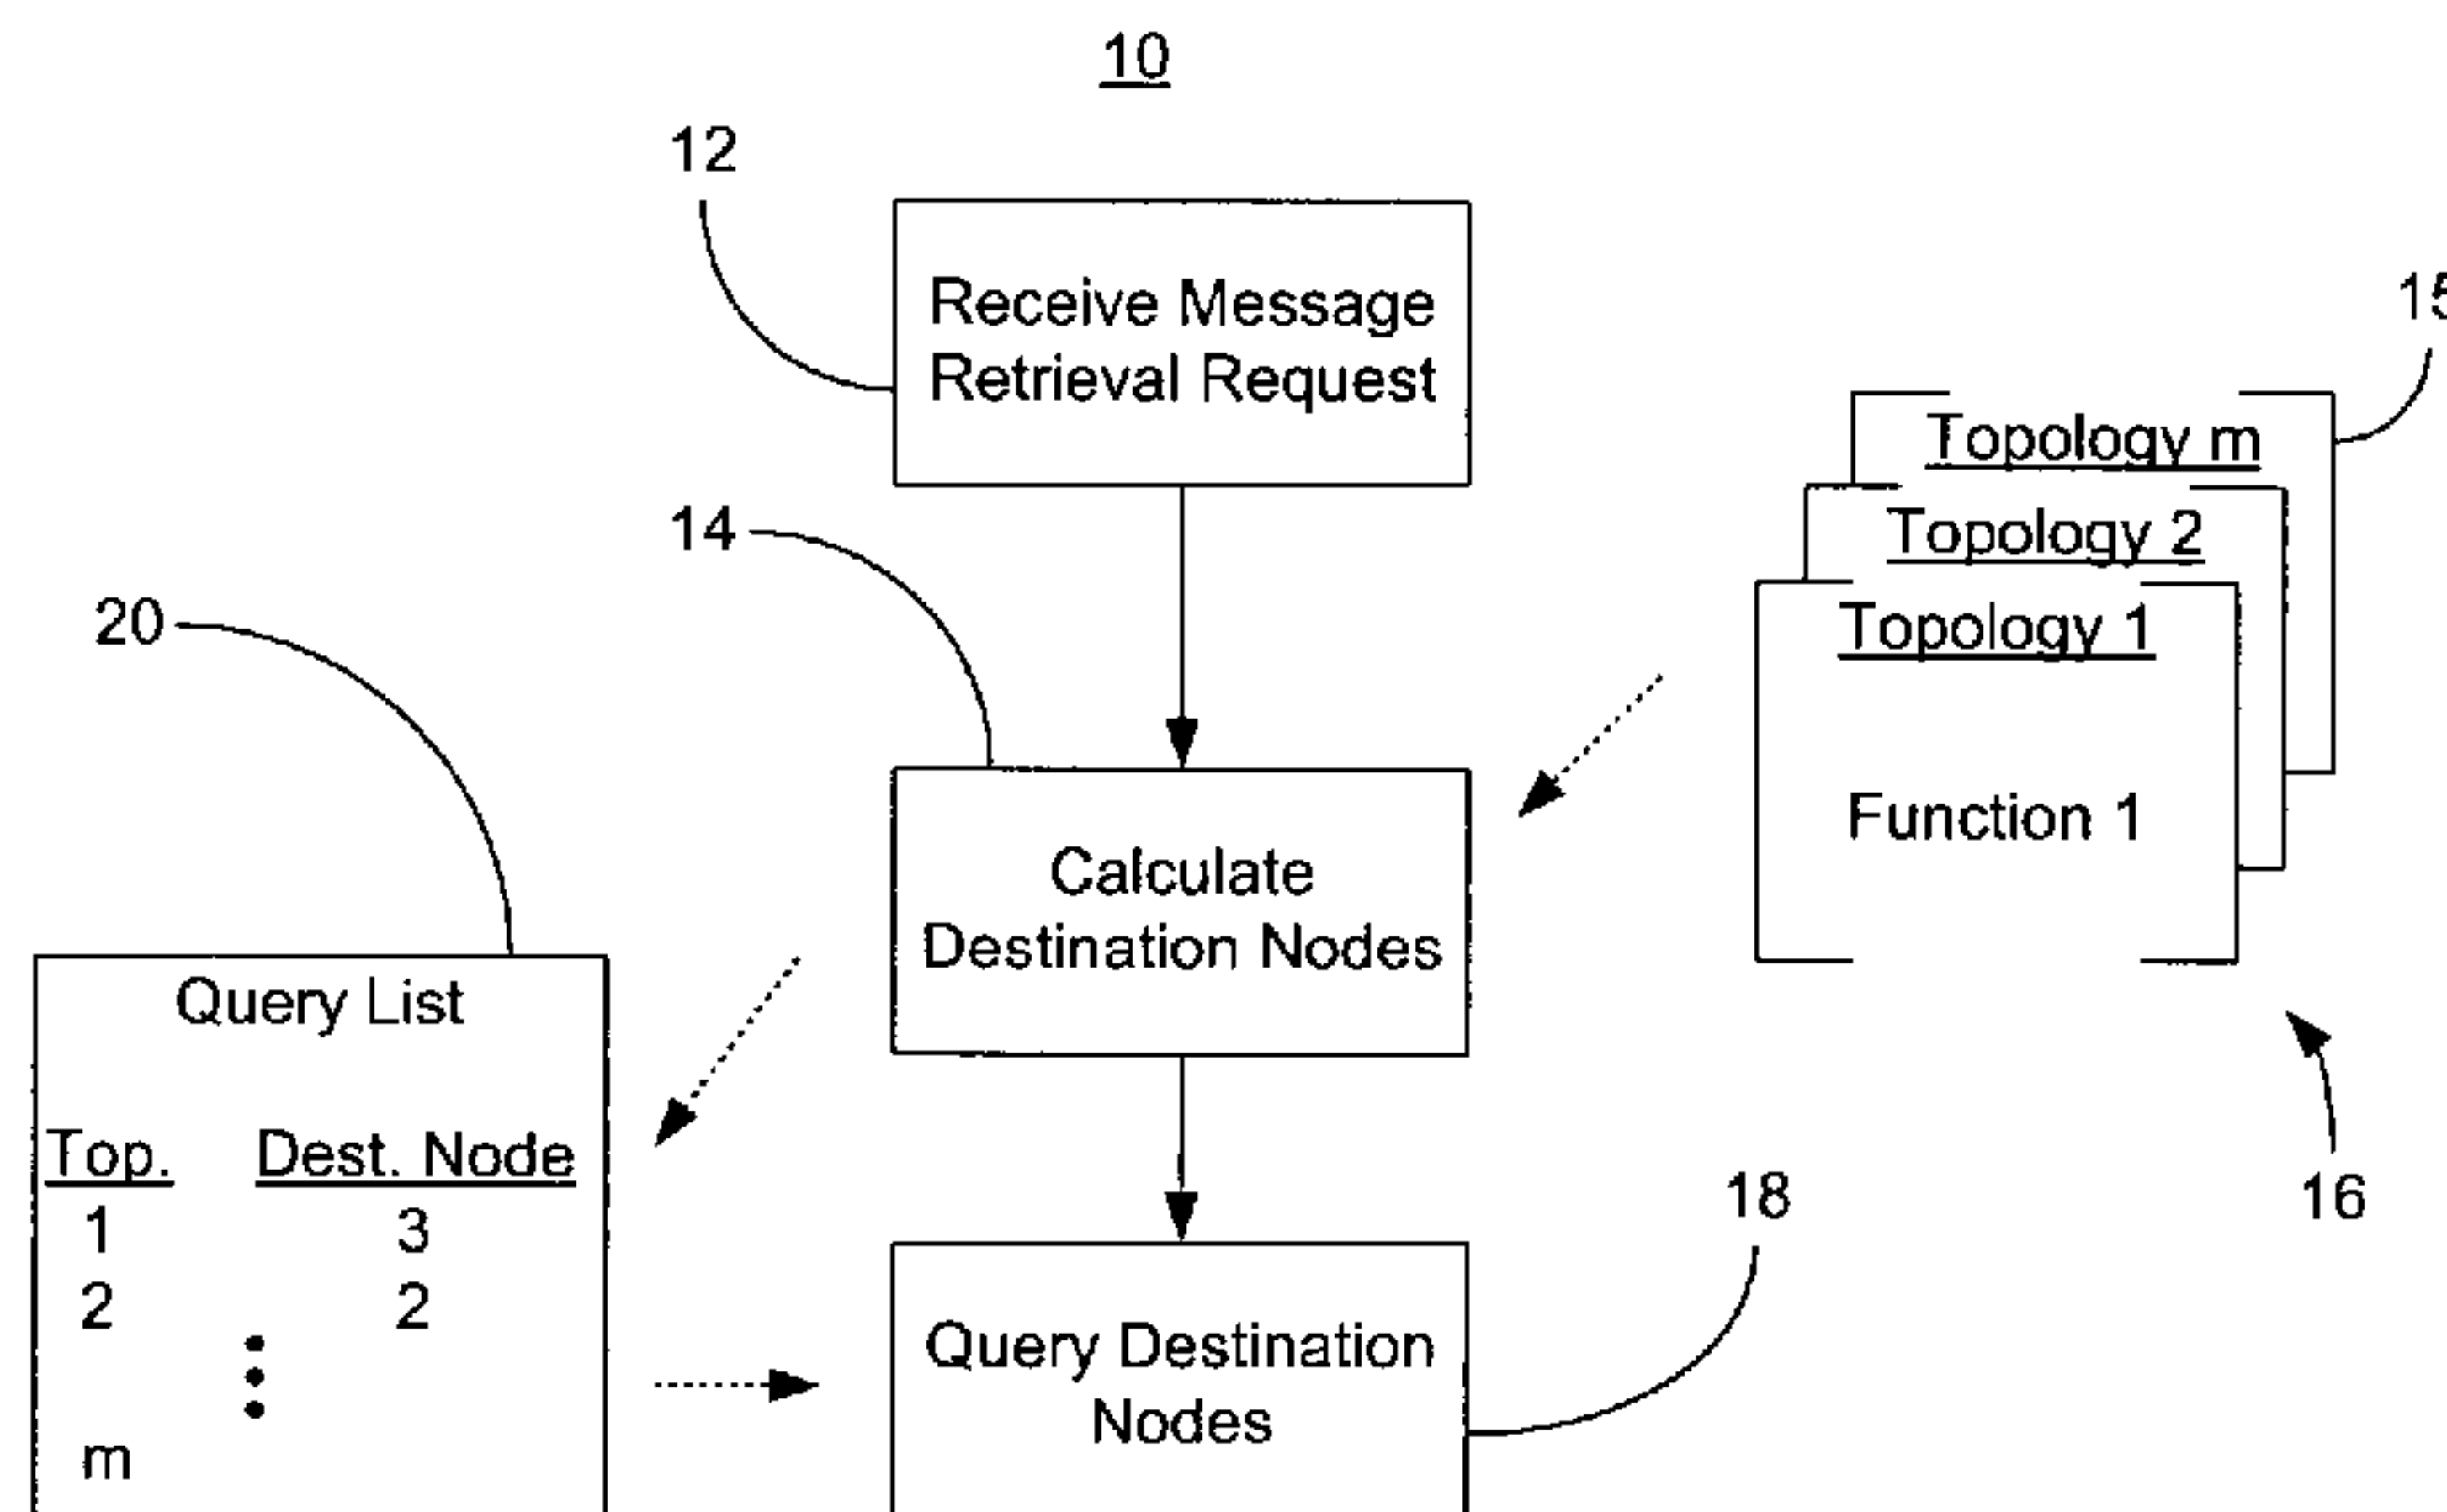 10
12
Receive Message
Retrieval Request
15
Topology m
Topology 2
Topology 1
Function 1
14
20
Calculate
Destination Nodes
Query List
Top. Dest. Node
1 3
2 2
m
16
18
Query Destination
Nodes